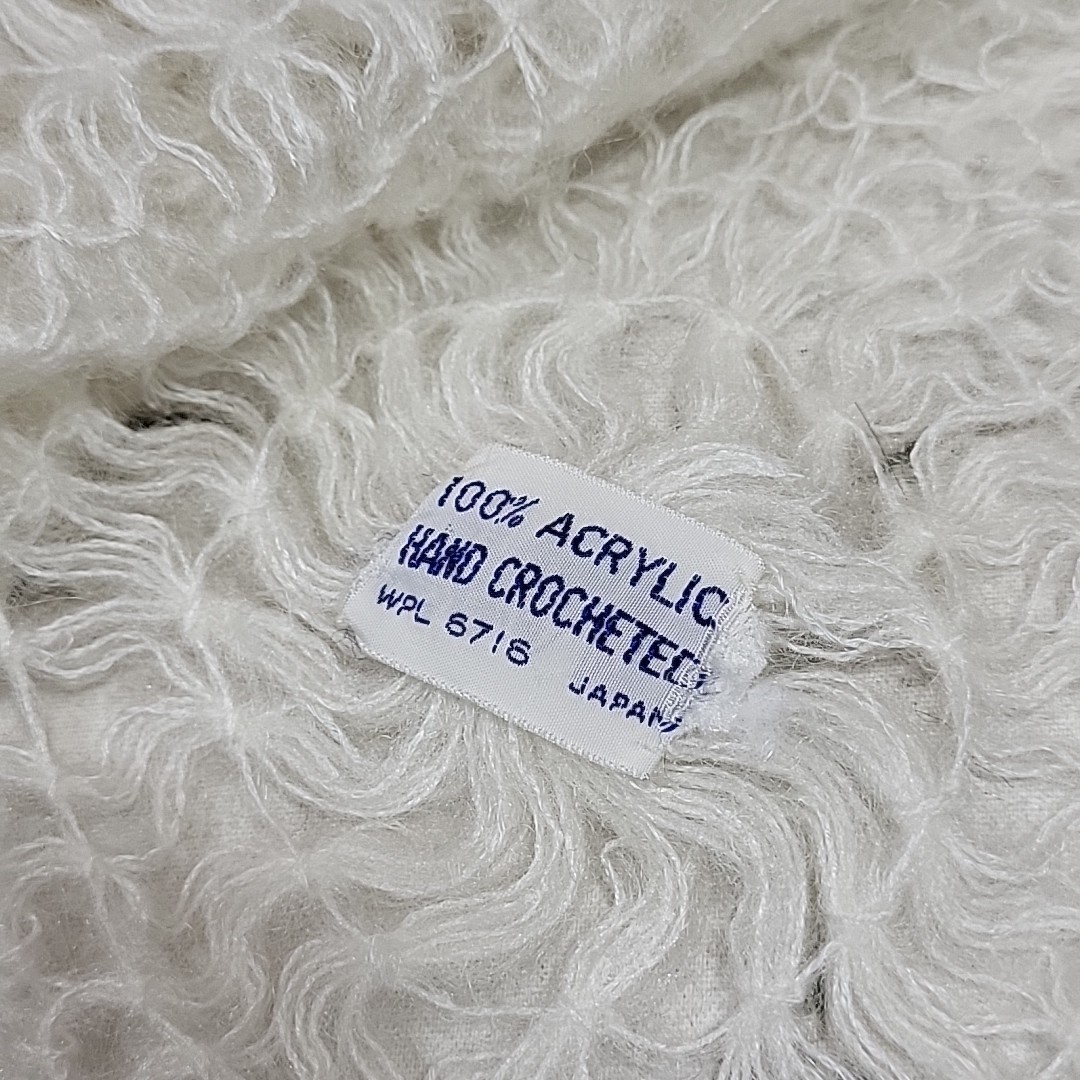 100% ACRYLIC
HAND CROCHETED
WPL 6716
JAPAN